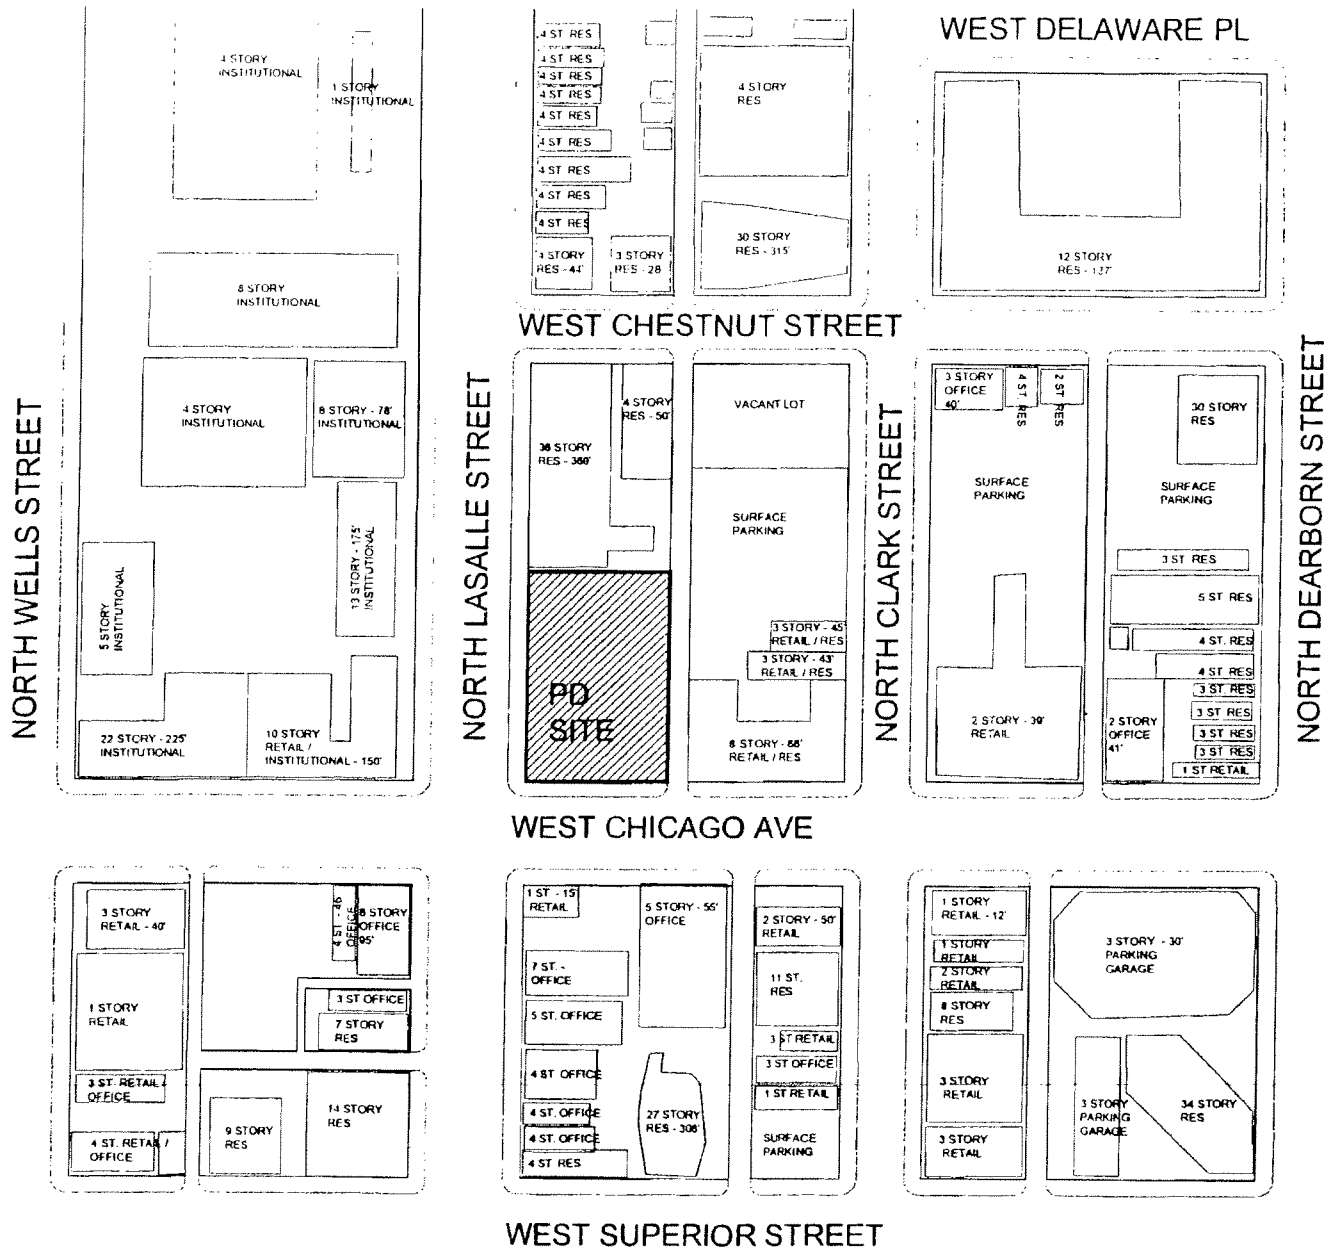 WEST DELAWARE PL
4 STORY
INSTITUTIONAL
1 STORY
INSTITUTIONAL
4 ST RES
4 ST RES
4 ST RES
4 ST RES
4 ST RES
4 ST RES
4 ST RES
4 ST RES
4 ST RES
4 STORY
RES
STORY
RES - 44'
3 STORY
RES - 28
30 STORY
RES - 315'
12 STORY
RES -
8 STORY
INSTITUTIONAL
WEST CHESTNUT STREET
NORTH WELLS STREET
NORTH LASALLE STREET
NORTH CLARK STREET
NORTH DEARBORN STREET
4 STORY
INSTITUTIONAL
8 STORY - 78'
INSTITUTIONAL
13 STORY - 175'
INSTITUTIONAL
5 STORY
INSTITUTIONAL
22 STORY - 225'
INSTITUTIONAL
10 STORY
RETAIL /
INSTITUTIONAL - 150'
4 STORY
RES - 50'
STORY
RES -
PD
SITE
VACANT LOT
SURFACE
PARKING
3 STORY - 45'
RETAIL / RES
3 STORY - 43'
RETAIL / RES
STORY -
RETAIL / RES
3 STORY
OFFICE
40'
4 ST. RES
2 ST RES
SURFACE
PARKING
2 STORY - 39'
RETAIL
30 STORY
RES
SURFACE
PARKING
3 ST RES
5 ST RES
4 ST. RES
4 ST RES
3 ST RES
3 ST RES
3 ST RES
3 ST RES
1 ST RETAIL
2 STORY
OFFICE
41'
WEST CHICAGO AVE
3 STORY
RETAIL - 40'
1 STORY
RETAIL
3 ST. RETAIL /
OFFICE
4 ST. RETAIL /
OFFICE
4 ST. - 46'
OFFICE
8 STORY
OFFICE
95'
3 ST OFFICE
7 STORY
RES
9 STORY
RES
14 STORY
RES
1 ST - 15'
RETAIL
5 STORY - 55'
OFFICE
7 ST. -
OFFICE
5 ST. OFFICE
4 ST OFFICE
4 ST. OFFICE
4 ST. OFFICE
4 ST RES
27 STORY
RES -
2 STORY - 50'
RETAIL
11 ST.
RES
3 ST RETAIL
3 ST OFFICE
1 ST RETAIL
SURFACE
PARKING
1 STORY
RETAIL - 12'
1 STORY
RETAIL
2 STORY
RETAIL
8 STORY
RES
3 STORY
RETAIL
3 STORY
RETAIL
3 STORY - 30'
PARKING
GARAGE
3 STORY
PARKING
GARAGE
34 STORY
RES
WEST SUPERIOR STREET